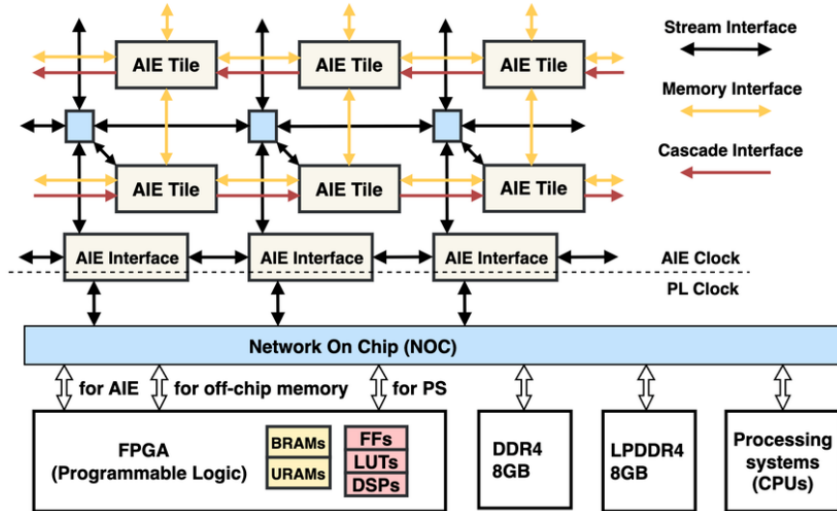 Stream Interface
AIE Tile
AIE Tile
AIE Tile
Memory Interface
Cascade Interface
AIE Tile
AIE Tile
AIE Tile
AIE Interface
AIE Interface
AIE Interface
AIE Clock
PL Clock
Network On Chip (NOC)
for AIE
for off-chip memory
for PS
FPGA
(Programmable Logic)
BRAMs
URAMs
FFs
LUTs
DSPs
DDR4
8GB
LPDDR4
8GB
Processing
systems
(CPUs)